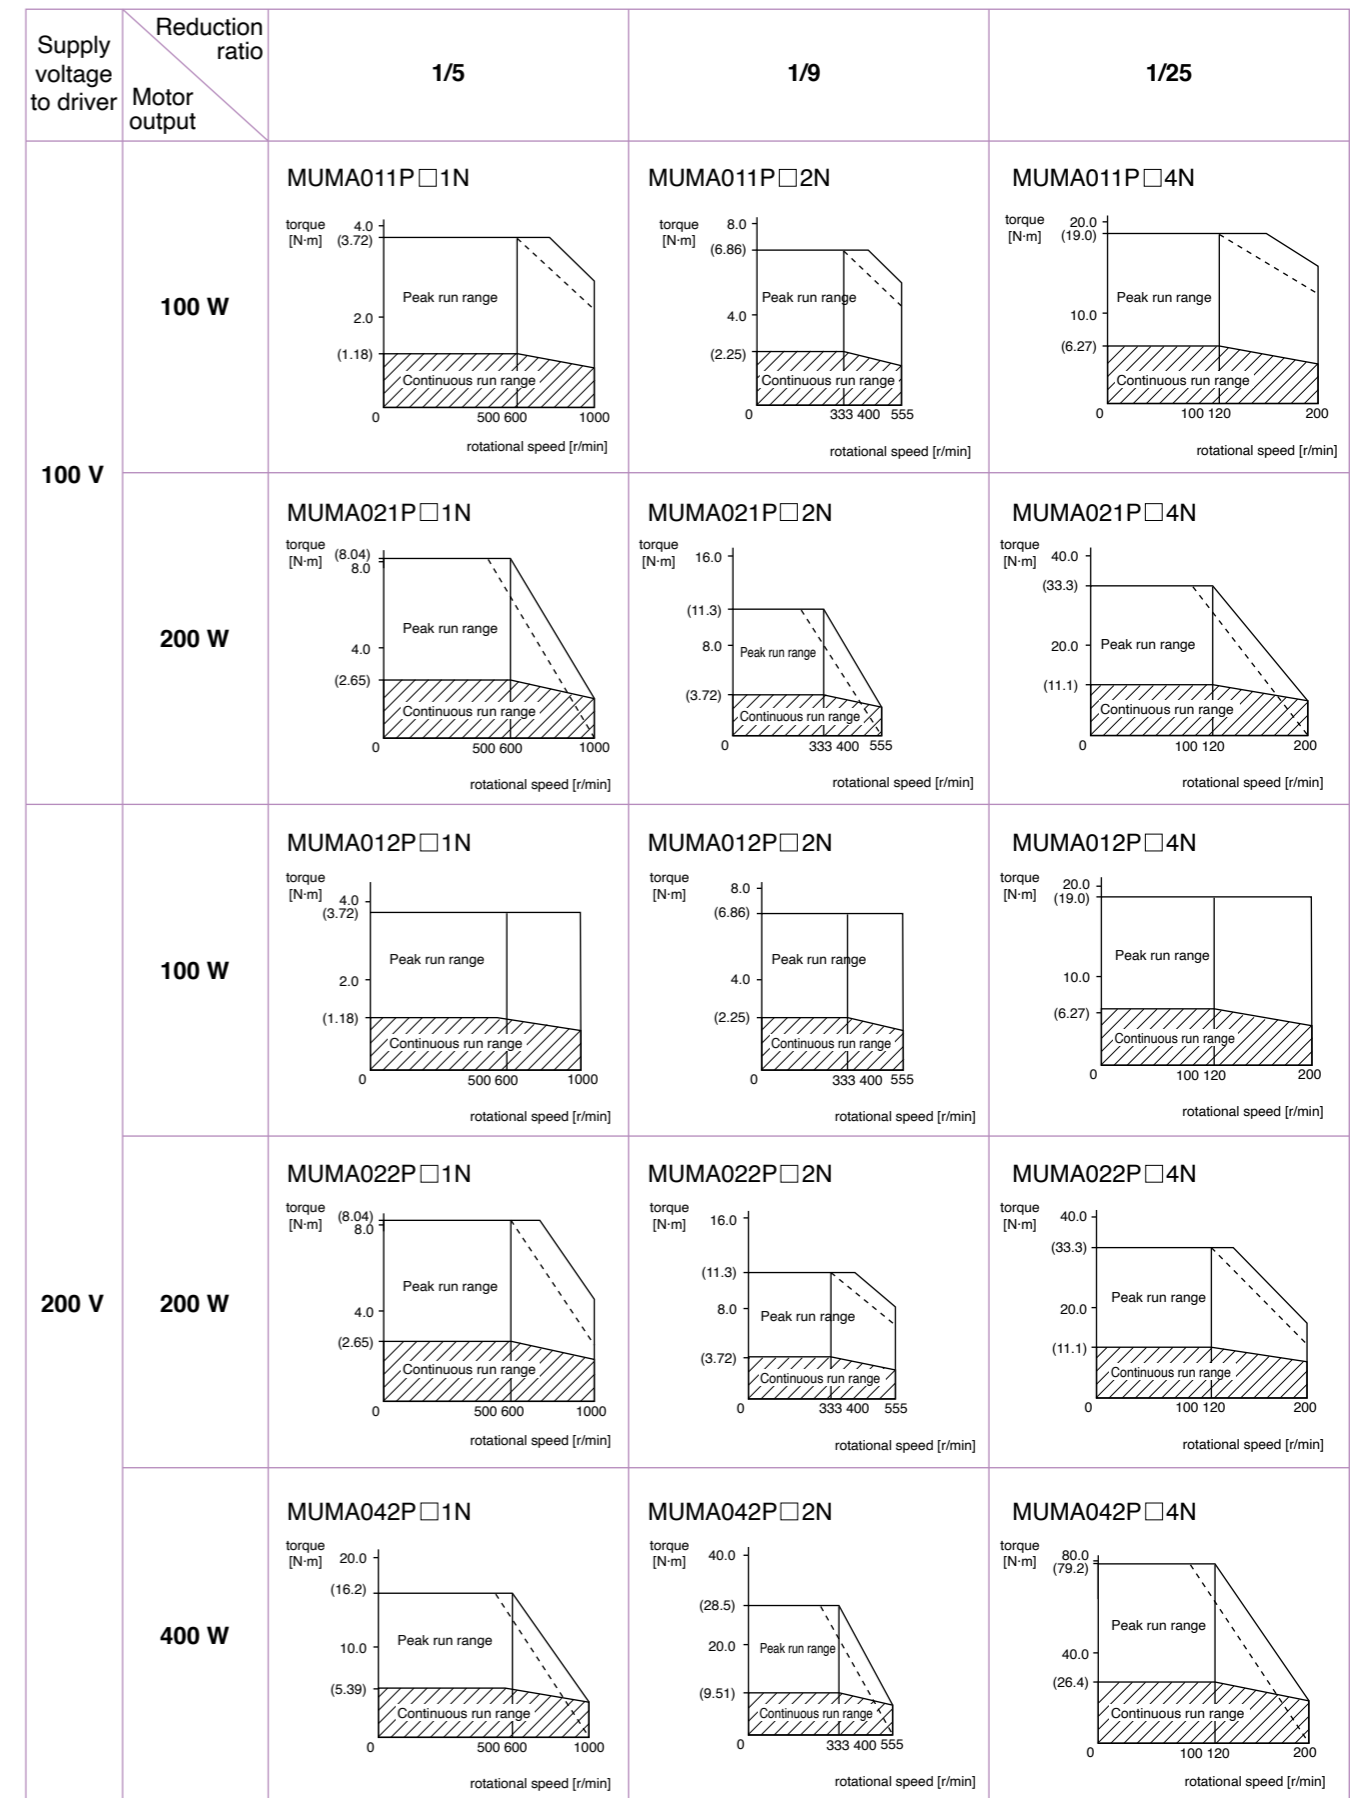 Supply
voltage
to driver
Reduction
ratio
Motor
output
1/5
1/9
1/25
100 V
100 W
MUMA011P□1N
torque
[N·m]
4.0
(3.72)
2.0
(1.18)
Peak run range
Continuous run range
0 500 600 1000
rotational speed [r/min]
MUMA011P□2N
torque
[N·m]
8.0
(6.86)
4.0
(2.25)
Peak run range
Continuous run range
0 333 400 555
rotational speed [r/min]
MUMA011P□4N
torque
[N·m]
20.0
(19.0)
10.0
(6.27)
Peak run range
Continuous run range
0 100 120 200
rotational speed [r/min]
200 W
MUMA021P□1N
torque
[N·m]
(8.04)
8.0
4.0
(2.65)
Peak run range
Continuous run range
0 500 600 1000
rotational speed [r/min]
MUMA021P□2N
torque
[N·m]
16.0
(11.3)
8.0
(3.72)
Peak run range
Continuous run range
0 333 400 555
rotational speed [r/min]
MUMA021P□4N
torque
[N·m]
40.0
(33.3)
20.0
(11.1)
Peak run range
Continuous run range
0 100 120 200
rotational speed [r/min]
200 V
100 W
MUMA012P□1N
torque
[N·m]
4.0
(3.72)
2.0
(1.18)
Peak run range
Continuous run range
0 500 600 1000
rotational speed [r/min]
MUMA012P□2N
torque
[N·m]
8.0
(6.86)
4.0
(2.25)
Peak run range
Continuous run range
0 333 400 555
rotational speed [r/min]
MUMA012P□4N
torque
[N·m]
20.0
(19.0)
10.0
(6.27)
Peak run range
Continuous run range
0 100 120 200
rotational speed [r/min]
200 W
MUMA022P□1N
torque
[N·m]
(8.04)
8.0
4.0
(2.65)
Peak run range
Continuous run range
0 500 600 1000
rotational speed [r/min]
MUMA022P□2N
torque
[N·m]
16.0
(11.3)
8.0
(3.72)
Peak run range
Continuous run range
0 333 400 555
rotational speed [r/min]
MUMA022P□4N
torque
[N·m]
40.0
(33.3)
20.0
(11.1)
Peak run range
Continuous run range
0 100 120 200
rotational speed [r/min]
400 W
MUMA042P□1N
torque
[N·m]
20.0
(16.2)
10.0
(5.39)
Peak run range
Continuous run range
0 500 600 1000
rotational speed [r/min]
MUMA042P□2N
torque
[N·m]
40.0
(28.5)
20.0
(9.51)
Peak run range
Continuous run range
0 333 400 555
rotational speed [r/min]
MUMA042P□4N
torque
[N·m]
80.0
(79.2)
40.0
(26.4)
Peak run range
Continuous run range
0 100 120 200
rotational speed [r/min]